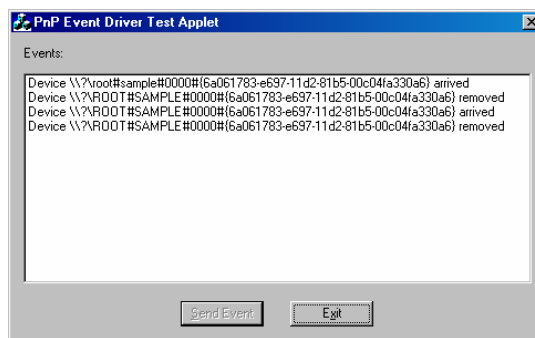 PnP Event Driver Test Applet
Events:
Device \\?\root#sample#0000#{6a061783-e697-11d2-81b5-00c04fa330a6} arrived
Device \\?\ROOT#SAMPLE#0000#{6a061783-e697-11d2-81b5-00c04fa330a6} removed
Device \\?\ROOT#SAMPLE#0000#{6a061783-e697-11d2-81b5-00c04fa330a6} arrived
Device \\?\ROOT#SAMPLE#0000#{6a061783-e697-11d2-81b5-00c04fa330a6} removed
Send Event
Exit